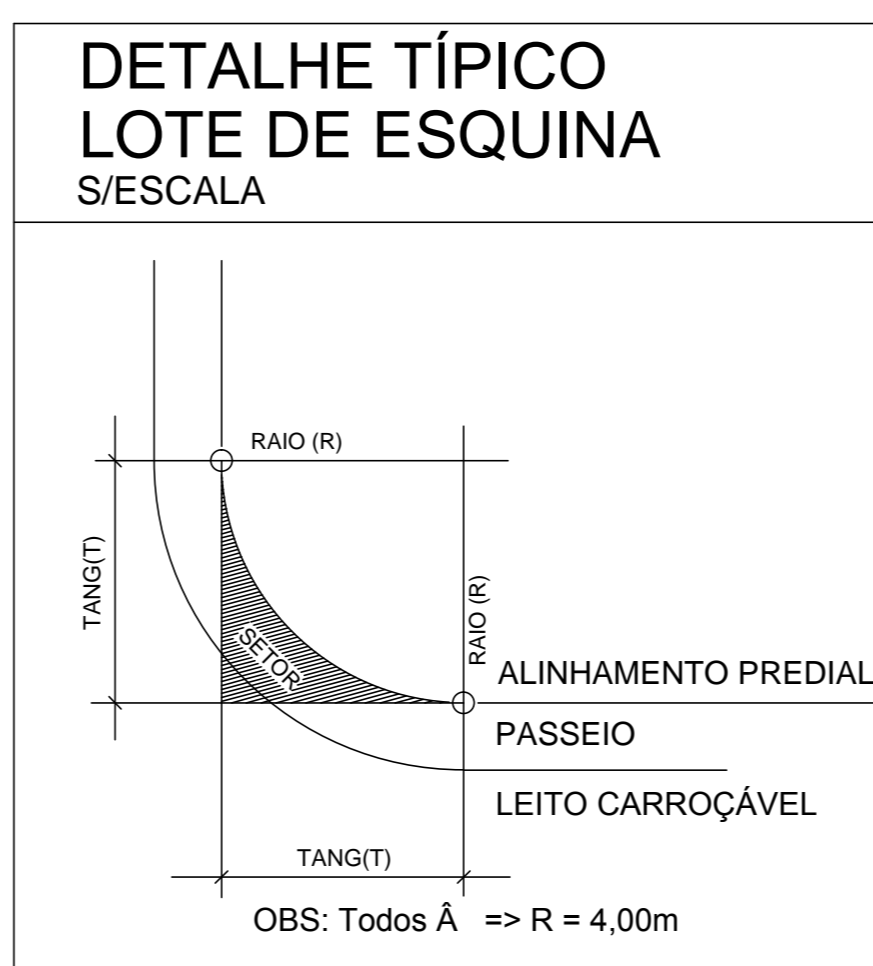 DETALHE TÍPICO
LOTE DE ESQUINA
S/ESCALA
RAIO (R)
TANG(T)
SETOR
RAIO (R)
ALINHAMENTO PREDIAL
PASSEIO
LEITO CARROÇÁVEL
TANG(T)
OBS: Todos Â => R = 4,00m